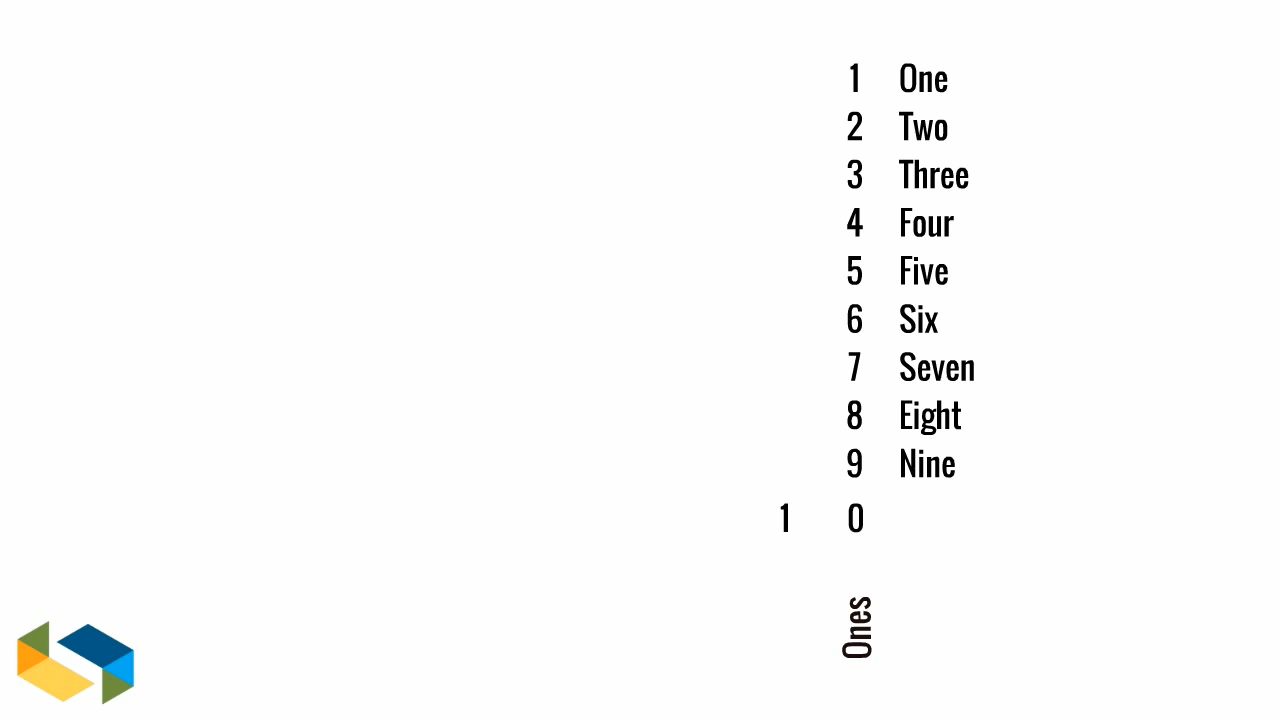 1 One
2 Two
3 Three
4 Four
5 Five
6 Six
7 Seven
8 Eight
9 Nine
1 0
Ones